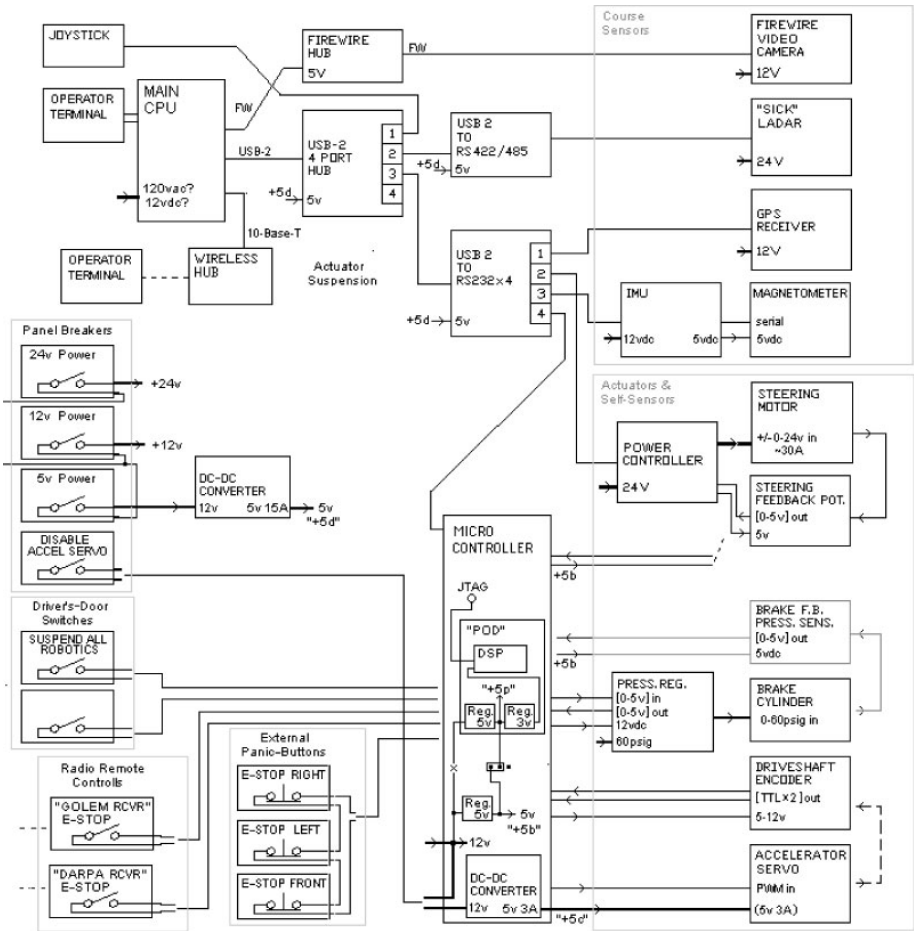 JOYSTICK
OPERATOR
TERMINAL
MAIN
CPU
120vac?
12vdc?
FW
USB-2
10-Base-T
OPERATOR
TERMINAL
WIRELESS
HUB
FIREWIRE
HUB
5V
FW
USB-2
4 PORT
HUB
+5d
5v
1
2
3
4
USB 2
TO
RS422/485
+5d
5v
Actuator
Suspension
USB 2
TO
RS232x4
+5d
5v
1
2
3
4
Course
Sensors
FIREWIRE
VIDEO
CAMERA
12V
"SICK"
LADAR
24V
GPS
RECEIVER
12V
IMU
12vdc 5vdc
MAGNETOMETER
serial
5vdc
Panel Breakers
24v Power
+24v
12v Power
+12v
5v Power
DC-DC
CONVERTER
12v 5v 15A
5v
"+5d"
DISABLE
ACCEL SERVO
Driver's-Door
Switches
SUSPEND ALL
ROBOTICS
Radio Remote
Controlls
"GOLEM RCVR"
E-STOP
"DARPA RCVR"
E-STOP
External
Panic-Buttons
E-STOP RIGHT
E-STOP LEFT
E-STOP FRONT
MICRO
CONTROLLER
JTAG
"POD"
DSP
"+5p"
Reg.
5v
Reg.
3v
Reg.
5v
5v
"+5b"
12v
DC-DC
CONVERTER
12v 5v 3A
"+5c"
Actuators &
Self-Sensors
POWER
CONTROLLER
24V
STEERING
MOTOR
+/-0-24v in
~30A
STEERING
FEEDBACK POT.
[0-5v] out
5v
+5b
BRAKE F.B.
PRESS. SENS.
[0-5v] out
5vdc
+5b
PRESS. REG.
[0-5v] in
[0-5v] out
12vdc
60psig
BRAKE
CYLINDER
0-60psig in
DRIVESHAFT
ENCODER
[TTLx2] out
5-12v
ACCELERATOR
SERVO
PWM in
(5v 3A)